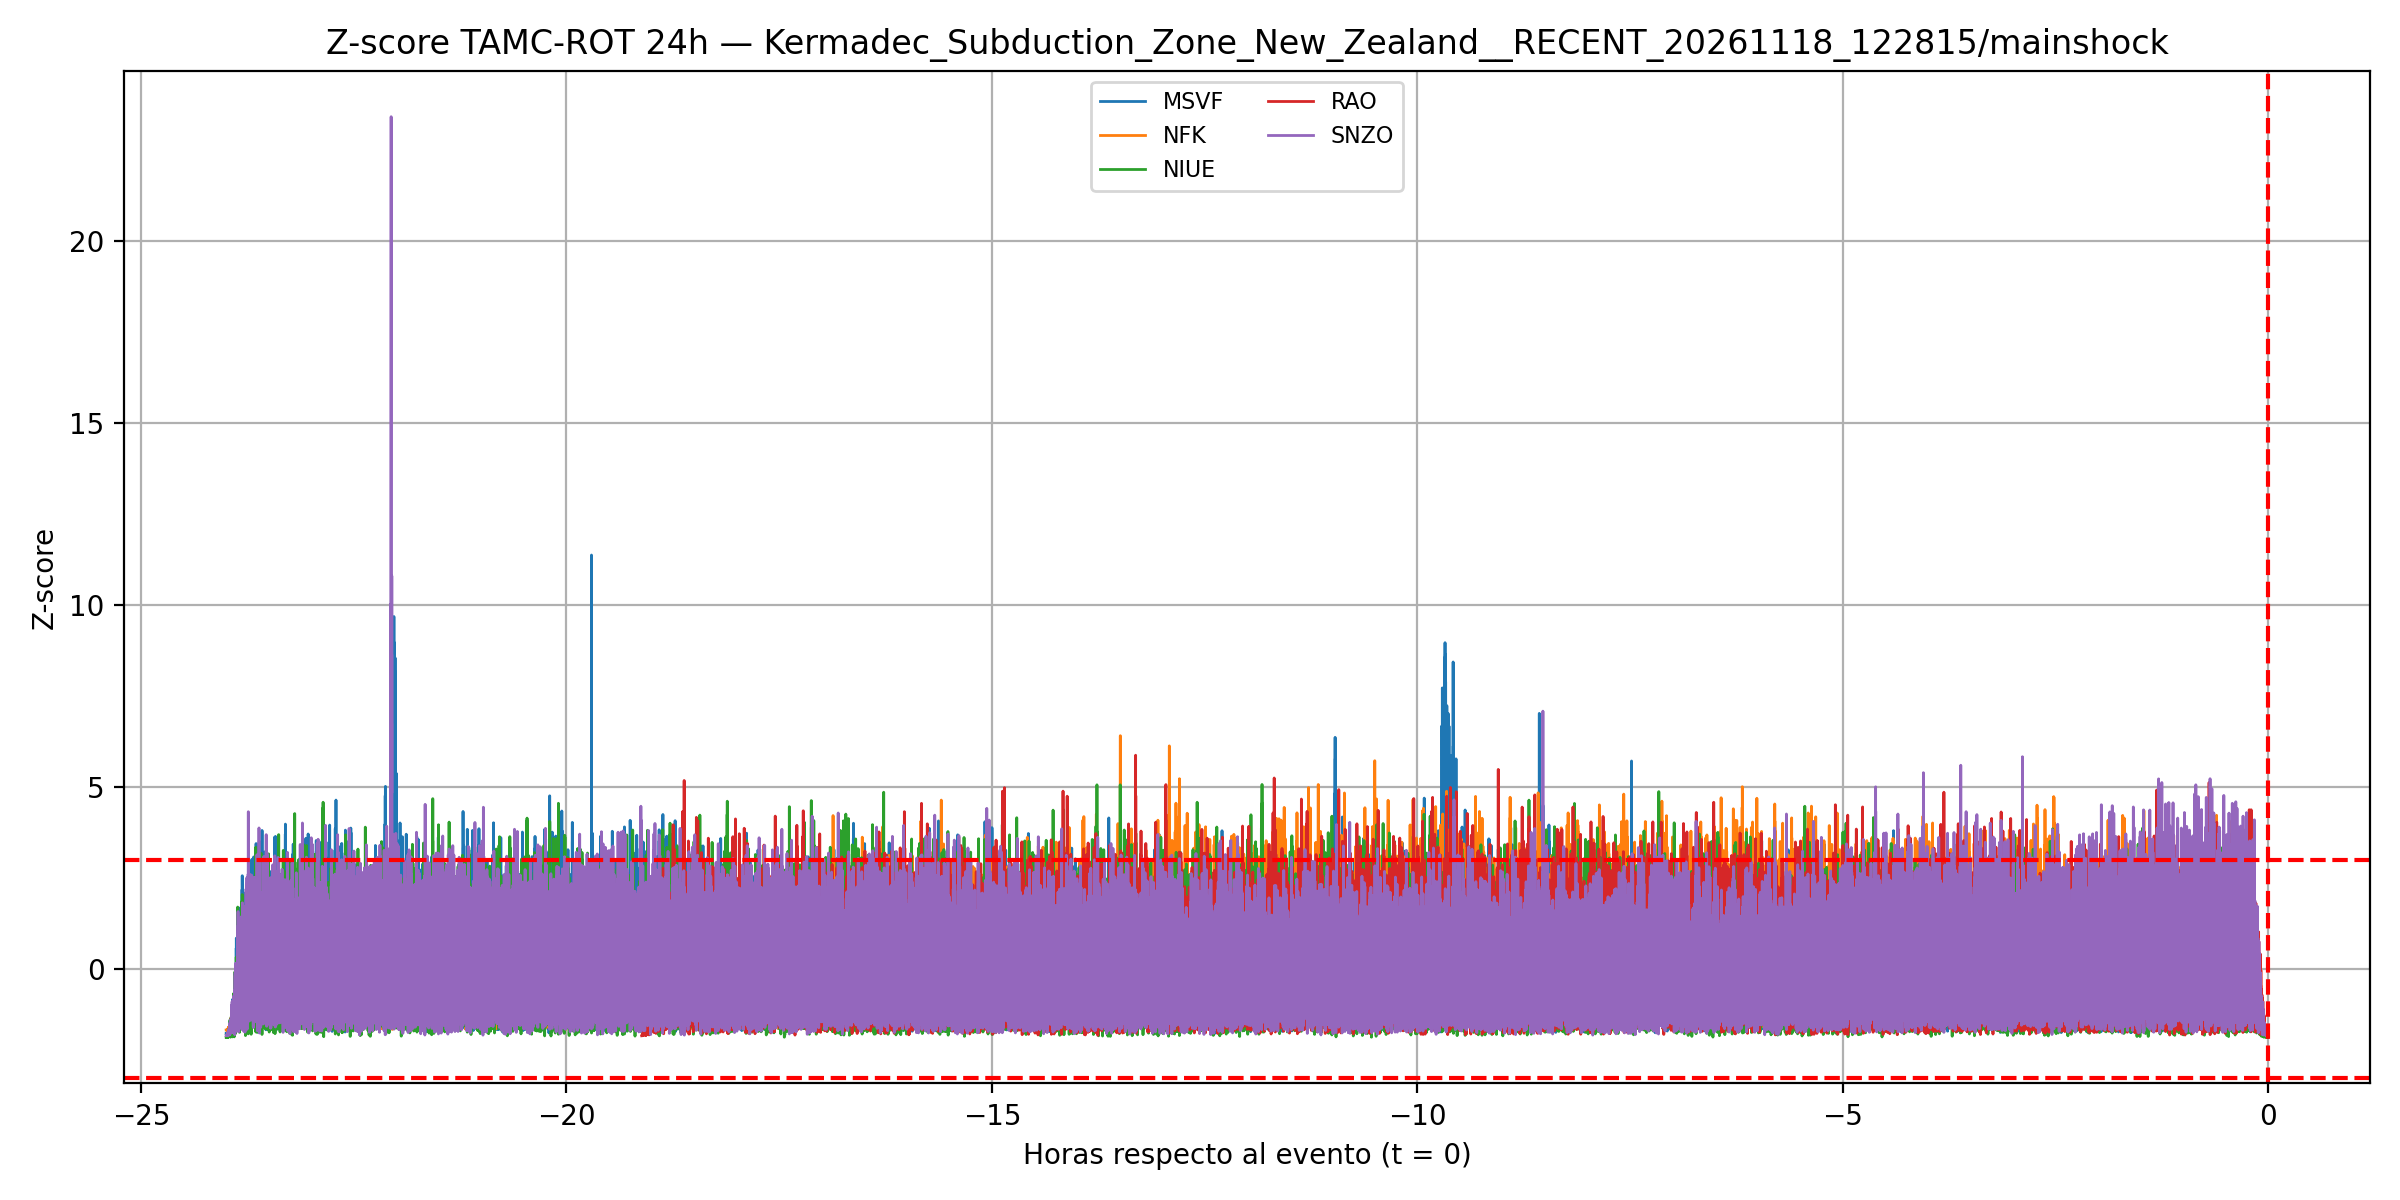 Z-score TAMC-ROT 24h — Kermadec_Subduction_Zone_New_Zealand__RECENT_20261118_122815/mainshock
MSVF
NFK
NIUE
RAO
SNZO
Z-score
20
15
10
5
0
−25
−20
−15
−10
−5
0
Horas respecto al evento (t = 0)